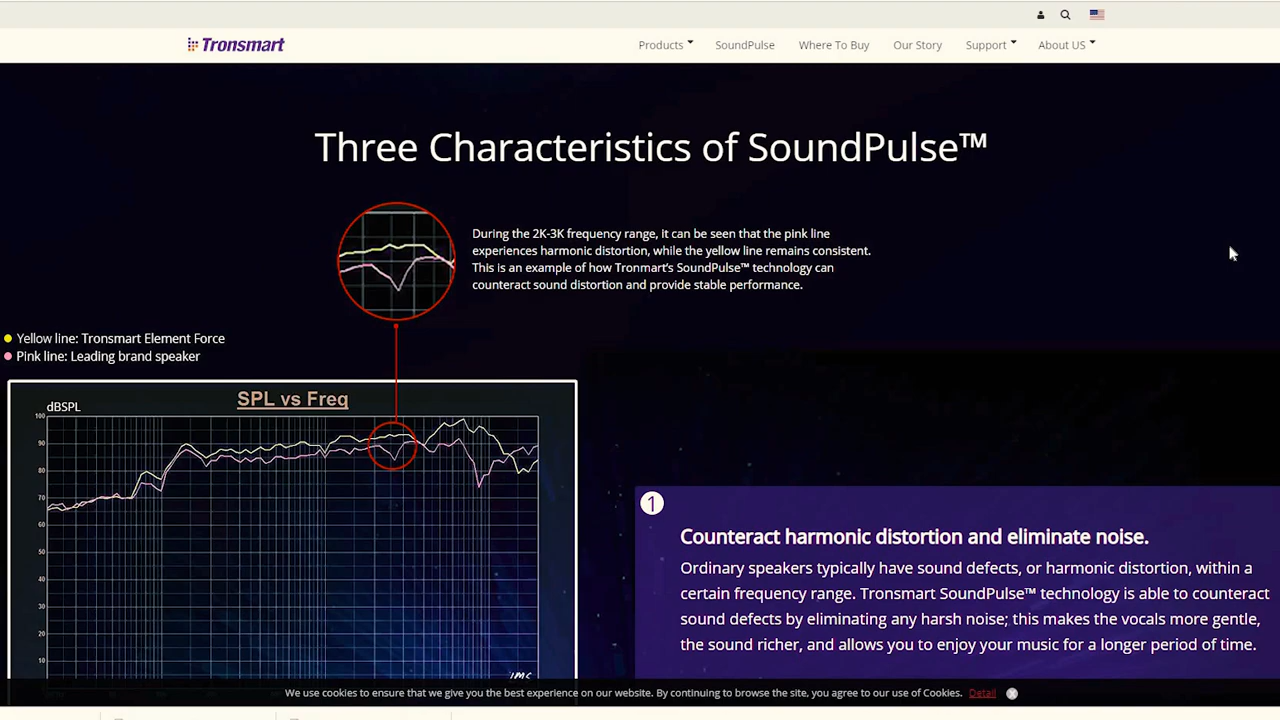 Tronsmart
Products
SoundPulse
Where To Buy
Our Story
Support
About US
Three Characteristics of SoundPulse™
During the 2K-3K frequency range, it can be seen that the pink line
experiences harmonic distortion, while the yellow line remains consistent.
This is an example of how Tronmart's SoundPulse™ technology can
counteract sound distortion and provide stable performance.
Yellow line: Tronsmart Element Force
Pink line: Leading brand speaker
SPL vs Freq
dBSPL
100
90
80
70
60
50
40
30
20
10
LMS
1
Counteract harmonic distortion and eliminate noise.
Ordinary speakers typically have sound defects, or harmonic distortion, within a
certain frequency range. Tronsmart SoundPulse™ technology is able to counteract
sound defects by eliminating any harsh noise; this makes the vocals more gentle,
the sound richer, and allows you to enjoy your music for a longer period of time.
We use cookies to ensure that we give you the best experience on our website. By continuing to browse the site, you agree to our use of Cookies. Detail